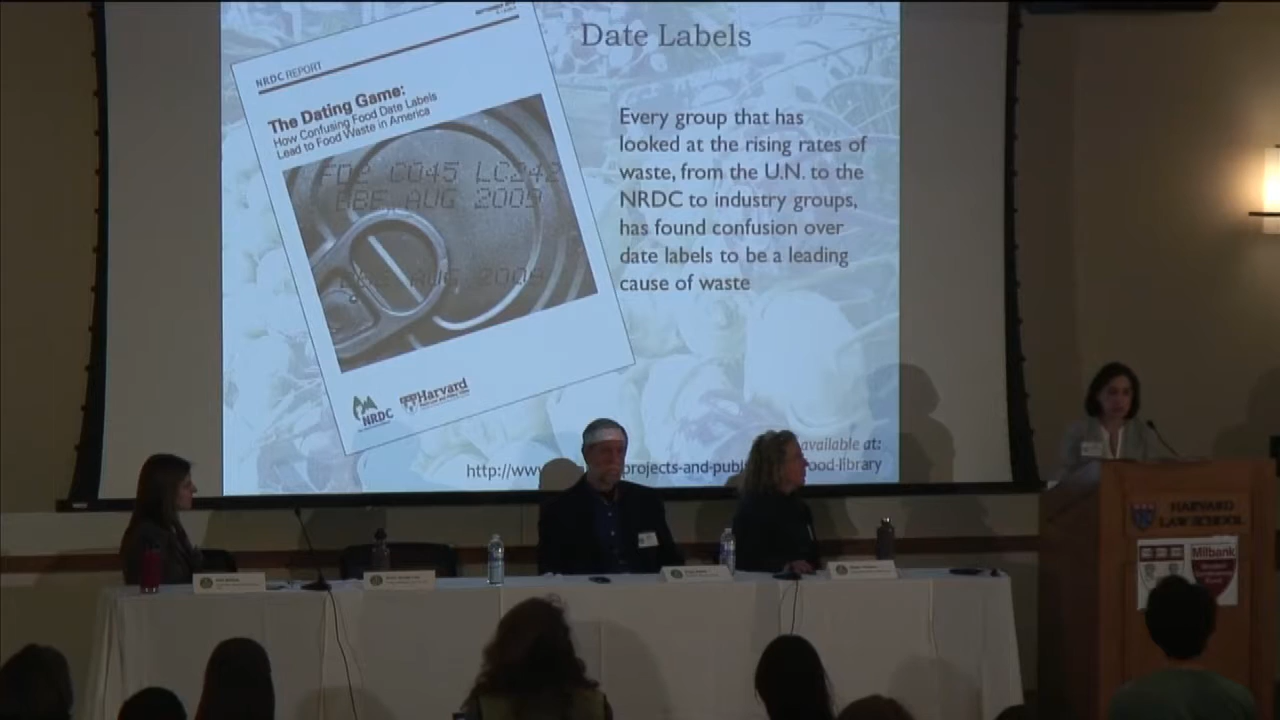 Date Labels
NRDC REPORT
The Dating Game:
How Confusing Food Date Labels
Lead to Food Waste in America
CO45 LC242
BBE AUG 2009
AUG 2009
NRDC
Harvard
Every group that has
looked at the rising rates of
waste, from the U.N. to the
NRDC to industry groups,
has found confusion over
date labels to be a leading
cause of waste
available at:
http://www
projects-and-publ
ood-library
HARVARD
LAW SCHOOL
Milbank